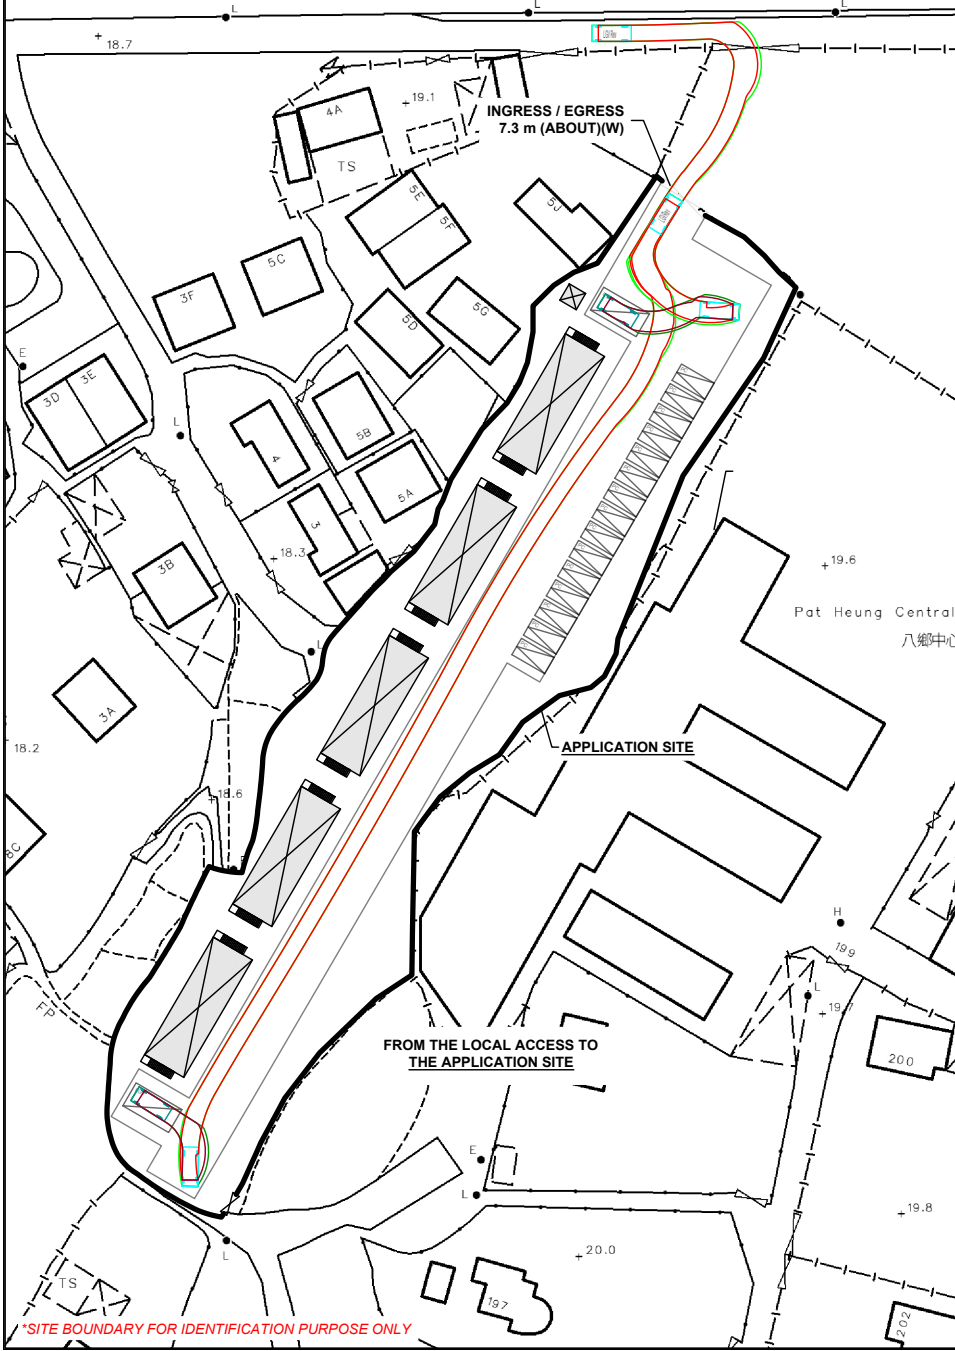 L
L
L
18.7
19.1
4A
TS
INGRESS / EGRESS
7.3 m (ABOUT)(W)
5E
5F
5J
5C
3F
5D
5G
E
3D
3E
L
4
5B
5A
3
18.3
3B
19.6
Pat Heung Central
八鄉中心
L
3A
18.2
APPLICATION SITE
18.6
8C
H
199
FP
L
19.7
FROM THE LOCAL ACCESS TO
THE APPLICATION SITE
200
E
L
19.8
L
20.0
TS
197
202
*SITE BOUNDARY FOR IDENTIFICATION PURPOSE ONLY